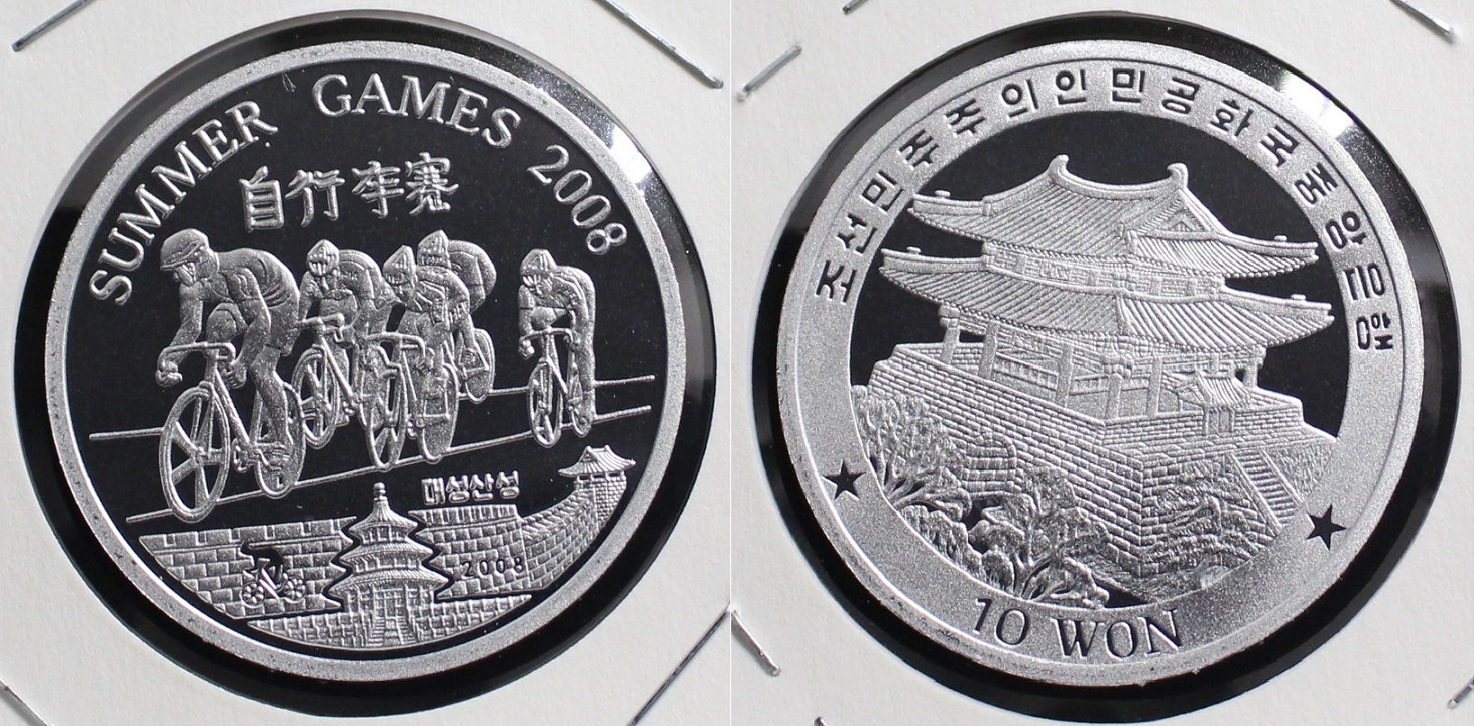 SUMMER GAMES 2008
自行车赛
대성산성
2008
조선민주주의인민공화국중앙은행
10 WON